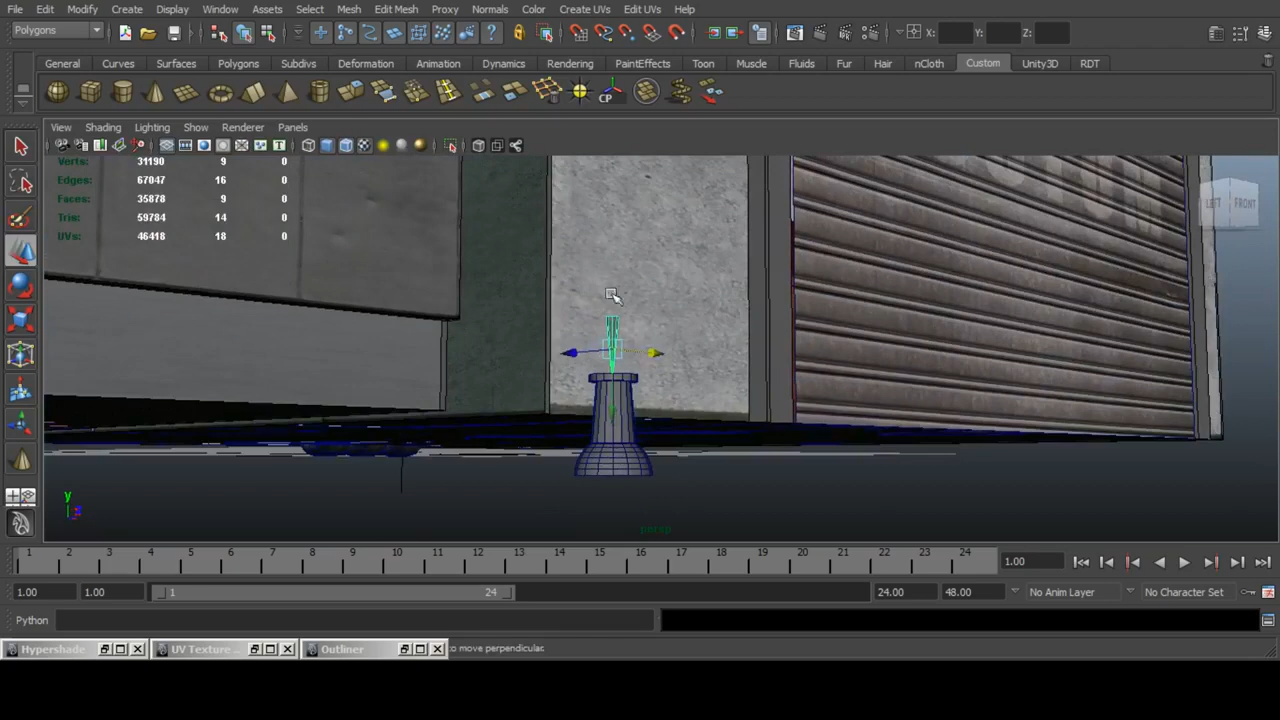 File Edit Modify Create Display Window Assets Select Mesh Edit Mesh Proxy Normals Color Create UVs Edit UVs Help
Polygons X: Y: Z:
General Curves Surfaces Polygons Subdivs Deformation Animation Dynamics Rendering PaintEffects Toon Muscle Fluids Fur Hair nCloth Custom Unity3D RDT
CP
View Shading Lighting Show Renderer Panels
Verts: 31190 9 0
Edges: 67047 16 0
Faces: 35878 9 0
Tris: 59784 14 0
UVs: 46418 18 0
LEFT FRONT
y
persp
1 2 3 4 5 6 7 8 9 10 11 12 13 14 15 16 17 18 19 20 21 22 23 24 1.00
1.00 1.00 1 24 24.00 48.00 No Anim Layer No Character Set
Python
Hypershade UV Texture ... Outliner to move perpendicular.